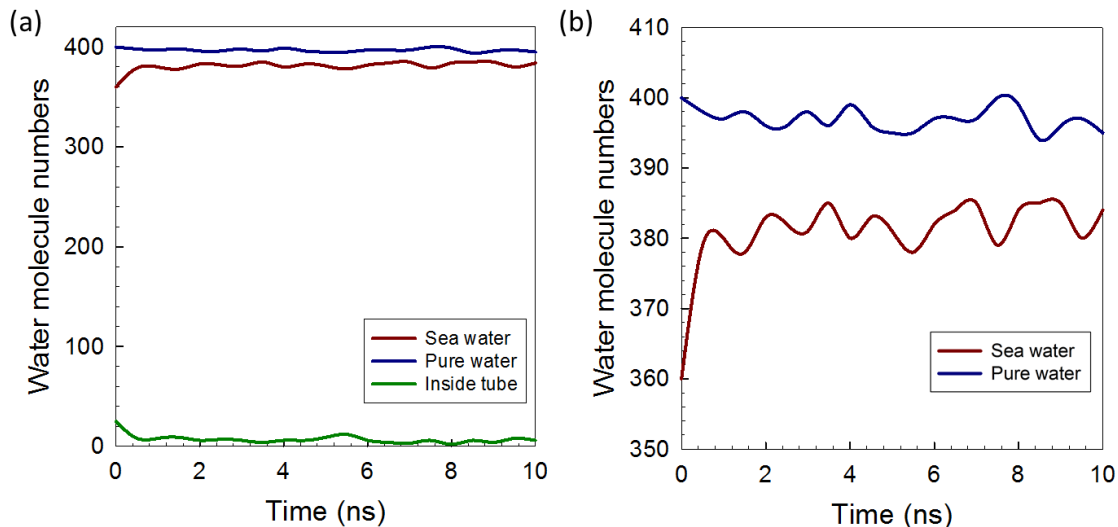 (a)
Water molecule numbers
400
300
200
100
0
0 2 4 6 8 10
Time (ns)
Sea water
Pure water
Inside tube
(b)
Water molecule numbers
410
400
390
380
370
360
350
0 2 4 6 8 10
Time (ns)
Sea water
Pure water